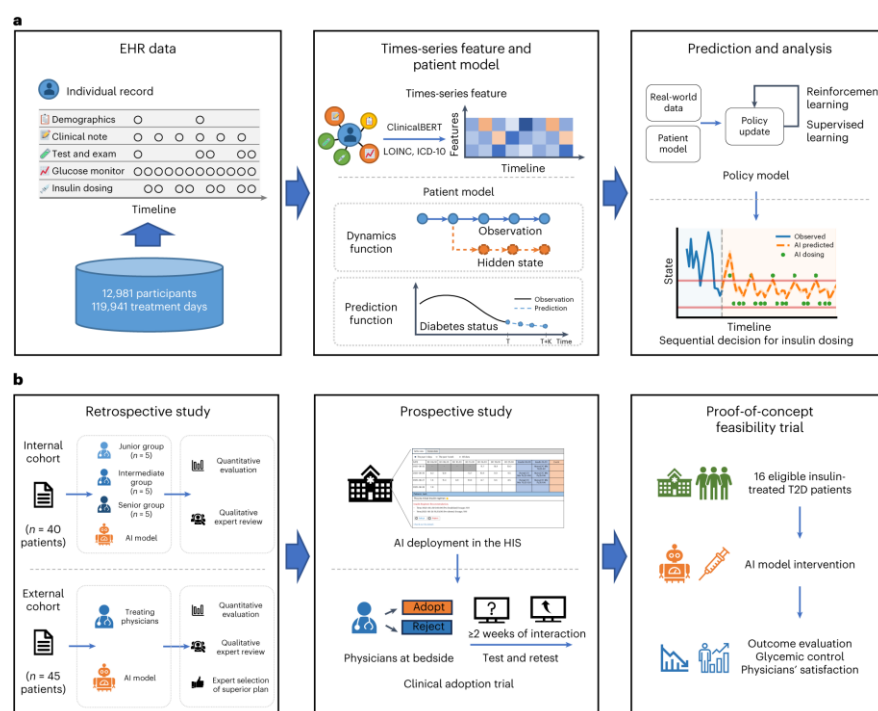 a
EHR data
Individual record
Demographics
Clinical note
Test and exam
Glucose monitor
Insulin dosing
Timeline
12,981 participants
119,941 treatment days
Times-series feature and
patient model
Times-series feature
ClinicalBERT
LOINC, ICD-10
Features
Timeline
Patient model
Dynamics
function
Observation
Hidden state
Prediction
function
Observation
Prediction
Diabetes status
T
T+K
Time
Prediction and analysis
Real-world
data
Patient
model
Policy
update
Reinforcement
learning
Supervised
learning
Policy model
State
Observed
AI predicted
AI dosing
Timeline
Sequential decision for insulin dosing
b
Retrospective study
Internal
cohort
(n = 40
patients)
Junior group
(n = 5)
Intermediate
group
(n = 5)
Senior group
(n = 5)
AI model
Quantitative
evaluation
Qualitative
expert review
External
cohort
(n = 45
patients)
Treating
physicians
AI model
Quantitative
evaluation
Qualitative
expert review
Expert selection
of superior plan
Prospective study
AI deployment in the HIS
Adopt
Reject
?
≥2 weeks of interaction
Physicians at bedside
Test and retest
Clinical adoption trial
Proof-of-concept
feasibility trial
16 eligible insulin-
treated T2D patients
AI model
intervention
Outcome evaluation
Glycemic control
Physicians' satisfaction